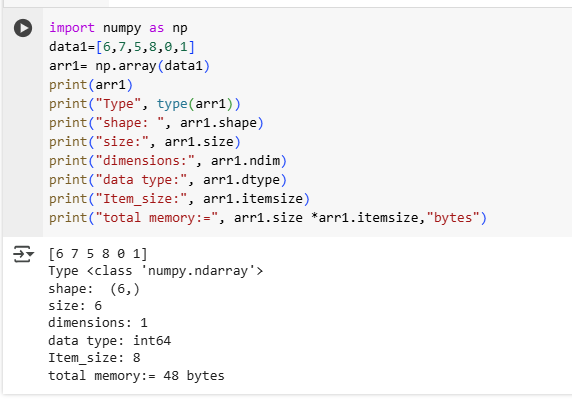 import numpy as np
data1=[6,7,5,8,0,1]
arr1= np.array(data1)
print(arr1)
print("Type", type(arr1))
print("shape: ", arr1.shape)
print("size:", arr1.size)
print("dimensions:", arr1.ndim)
print("data type:", arr1.dtype)
print("Item_size:", arr1.itemsize)
print("total memory:=", arr1.size *arr1.itemsize,"bytes")
[6 7 5 8 0 1]
Type <class 'numpy.ndarray'>
shape:  (6,)
size: 6
dimensions: 1
data type: int64
Item_size: 8
total memory:= 48 bytes